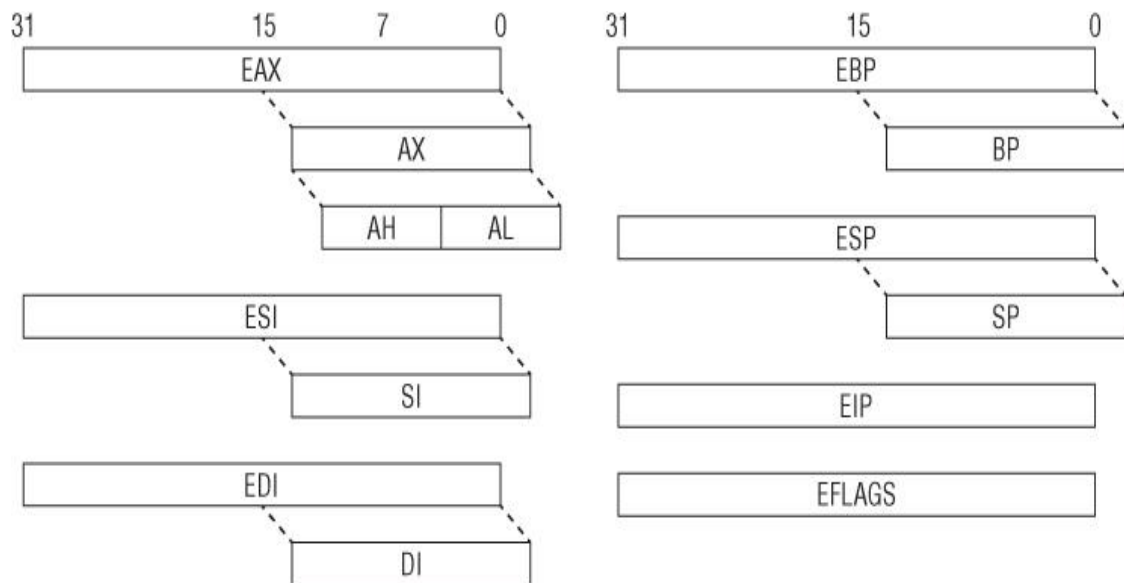 31 15 7 0
EAX
AX
AH AL
ESI
SI
EDI
DI
31 15 0
EBP
BP
ESP
SP
EIP
EFLAGS